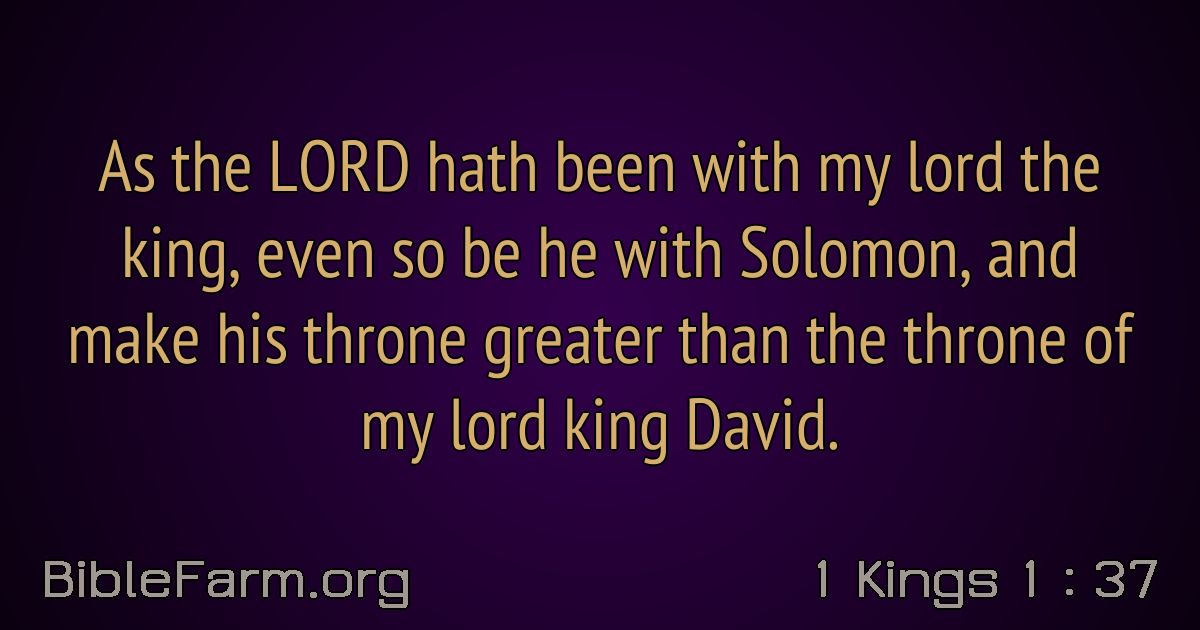 As the LORD hath been with my lord the
king, even so be he with Solomon, and
make his throne greater than the throne of
my lord king David.
BibleFarm.org
1 Kings 1 : 37